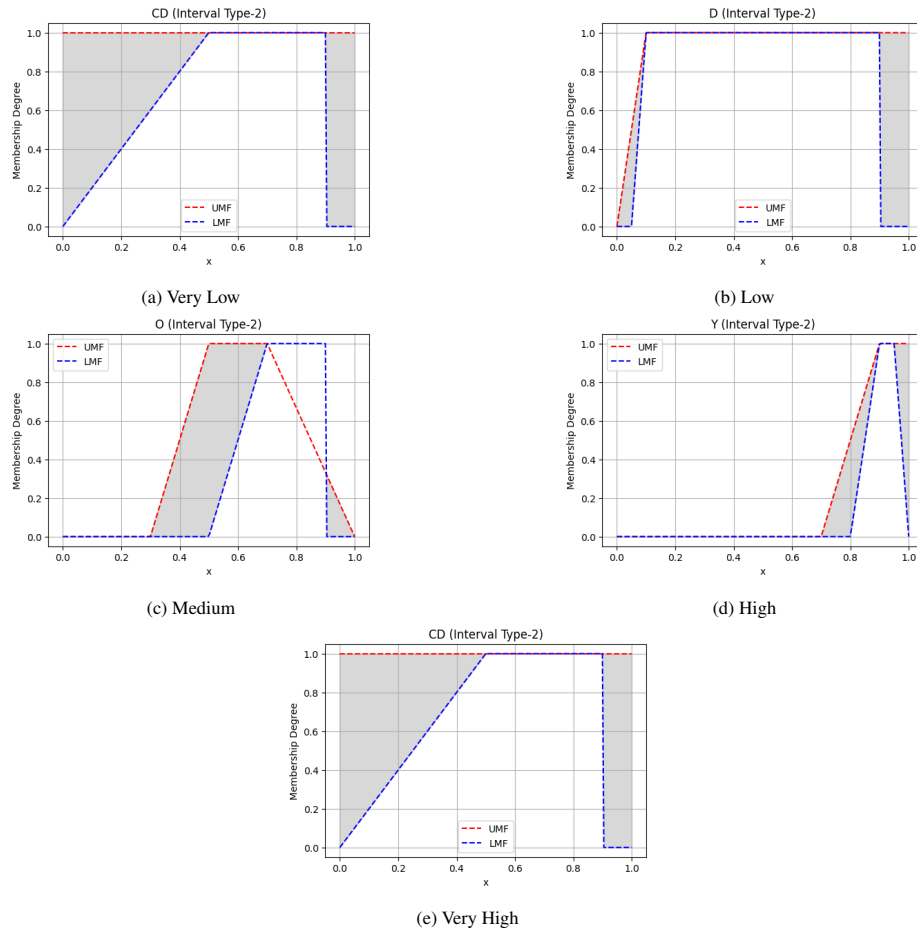 CD (Interval Type-2)
Membership Degree
1.0
0.8
0.6
0.4
0.2
0.0
UMF
LMF
0.0 0.2 0.4 0.6 0.8 1.0
x
(a) Very Low
D (Interval Type-2)
Membership Degree
1.0
0.8
0.6
0.4
0.2
0.0
UMF
LMF
0.0 0.2 0.4 0.6 0.8 1.0
x
(b) Low
O (Interval Type-2)
Membership Degree
1.0
0.8
0.6
0.4
0.2
0.0
UMF
LMF
0.0 0.2 0.4 0.6 0.8 1.0
x
(c) Medium
Y (Interval Type-2)
Membership Degree
1.0
0.8
0.6
0.4
0.2
0.0
UMF
LMF
0.0 0.2 0.4 0.6 0.8 1.0
x
(d) High
CD (Interval Type-2)
Membership Degree
1.0
0.8
0.6
0.4
0.2
0.0
UMF
LMF
0.0 0.2 0.4 0.6 0.8 1.0
x
(e) Very High